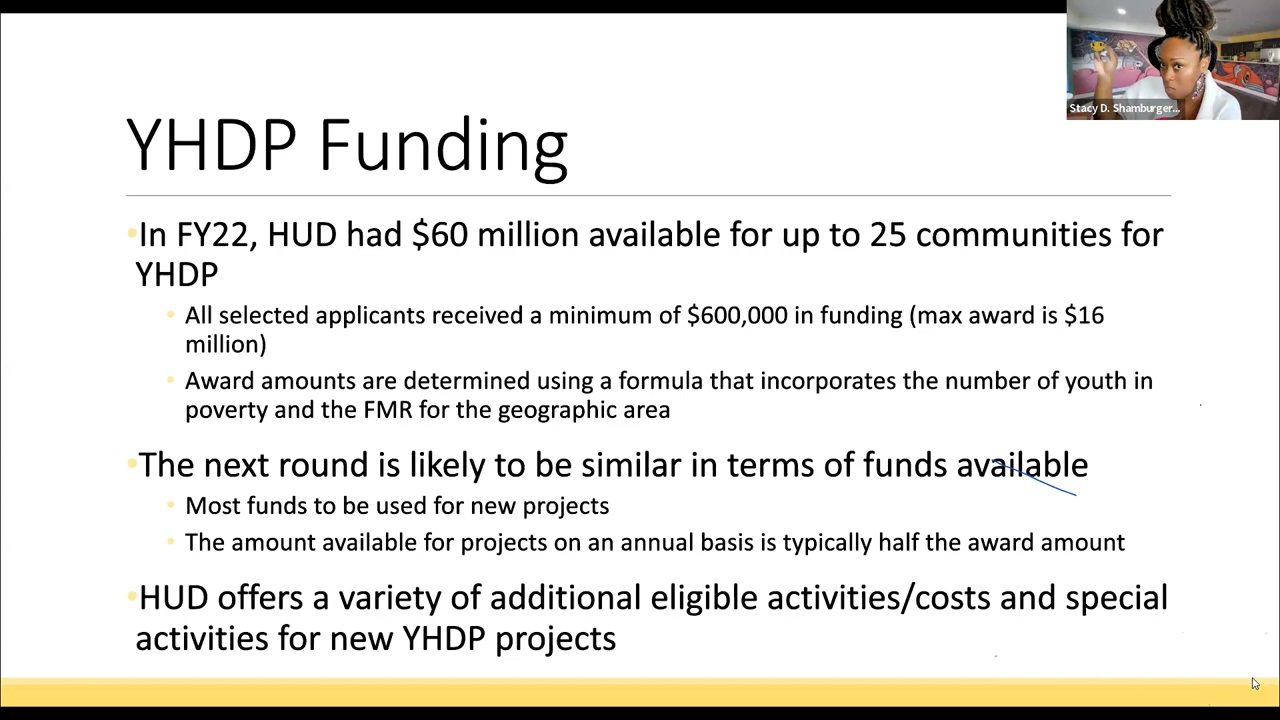 Stacy D. Shamburger...
YHDP Funding
•In FY22, HUD had $60 million available for up to 25 communities for
YHDP
• All selected applicants received a minimum of $600,000 in funding (max award is $16
million)
• Award amounts are determined using a formula that incorporates the number of youth in
poverty and the FMR for the geographic area
•The next round is likely to be similar in terms of funds available
• Most funds to be used for new projects
• The amount available for projects on an annual basis is typically half the award amount
•HUD offers a variety of additional eligible activities/costs and special
activities for new YHDP projects